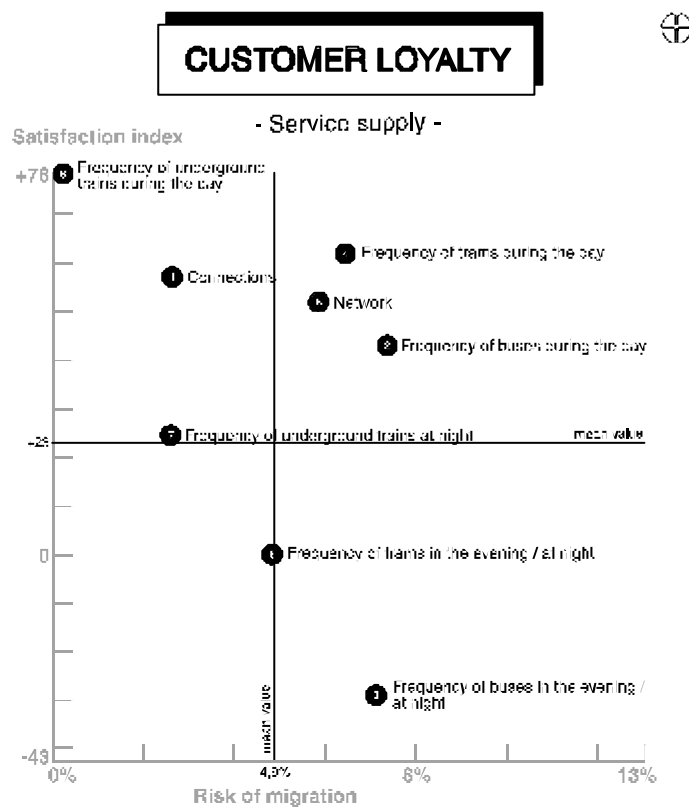 CUSTOMER LOYALTY
- Service supply -
Satisfaction index
Frequency of underground
trains during the day
Frequency of trams during the day
Connections
Network
Frequency of buses during the day
Frequency of underground trains at night
mean value
0
Frequency of trams in the evening / at night
Frequency of buses in the evening /
at night
mean value
-43
0%
4,9%
13%
Risk of migration